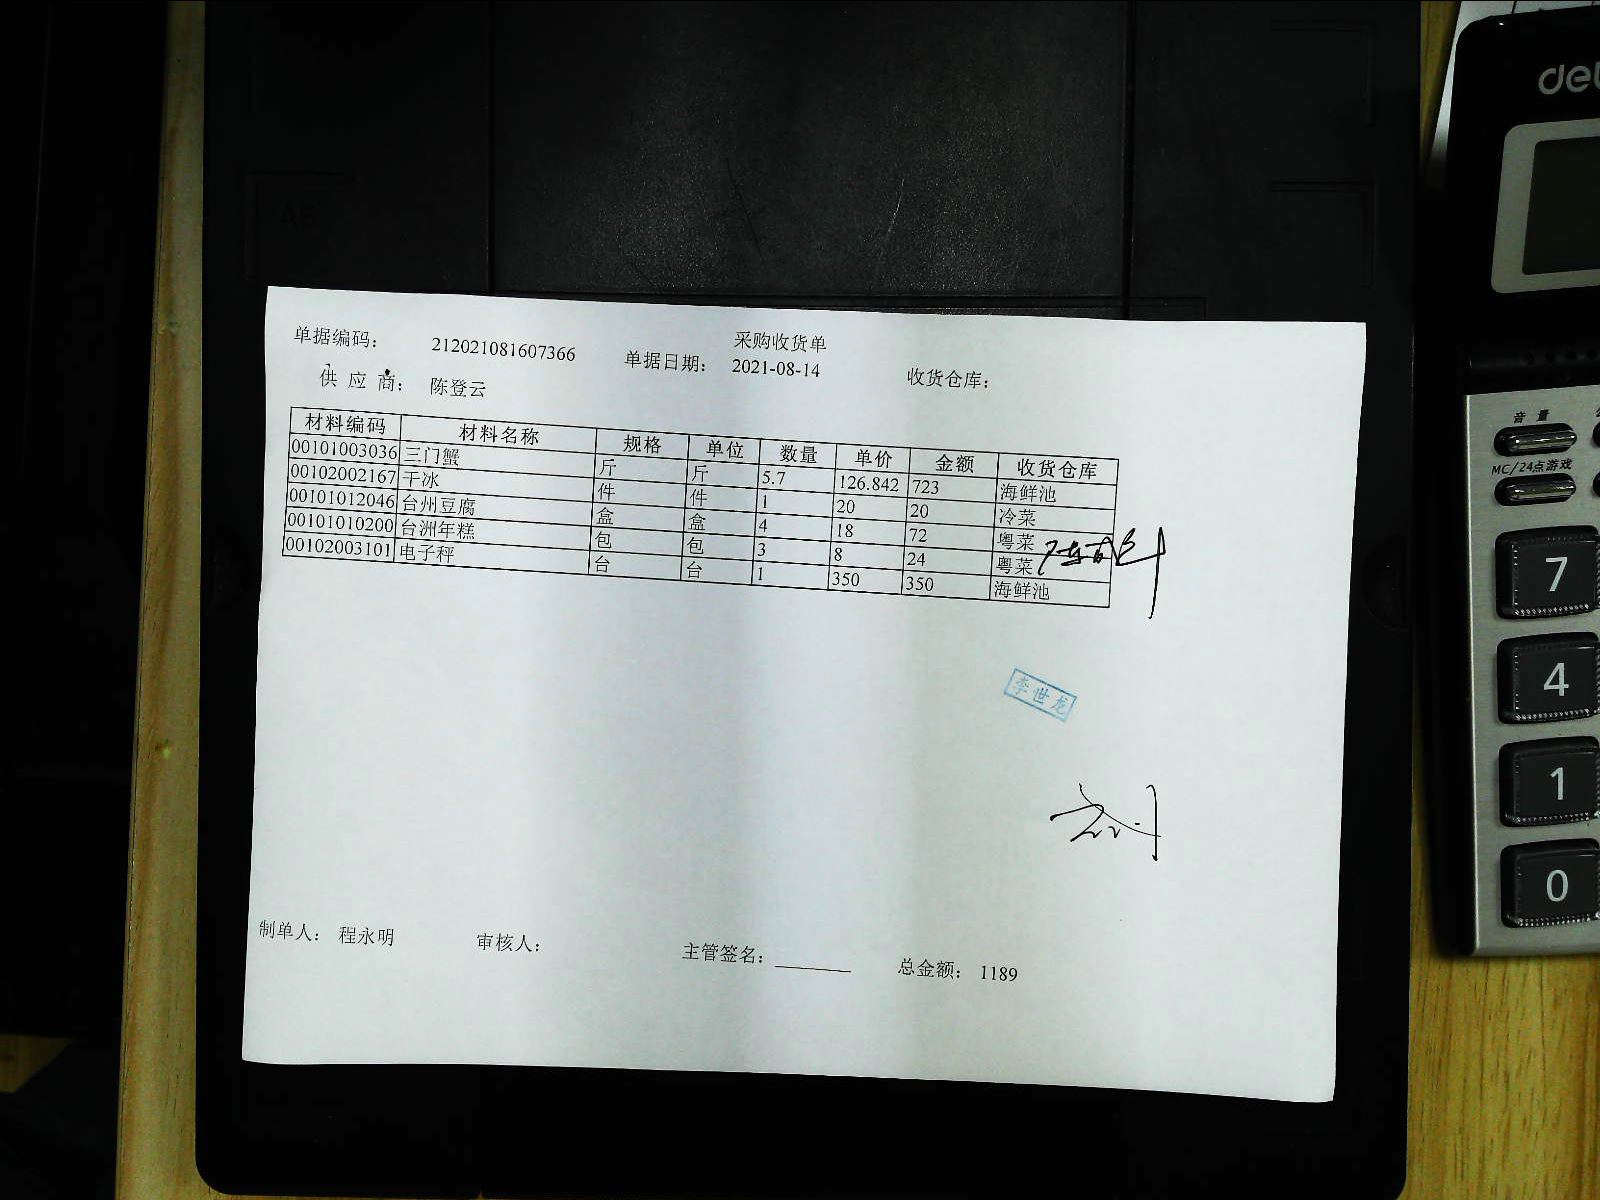 采购收货单
单据编码： 212021081607366 单据日期： 2021-08-14 收货仓库：
供 应 商： 陈登云
材料编码 材料名称 规格 单位 数量 单价 金额 收货仓库
00101003036 三门蟹 斤 斤 5.7 126.842 723 海鲜池
00102002167 干冰 件 件 1 20 20 冷菜
00101012046 台州豆腐 盒 盒 4 18 72 粤菜
00101010200 台洲年糕 包 包 3 8 24 粤菜
00102003101 电子秤 台 台 1 350 350 海鲜池
李世龙
制单人： 程永明 审核人： 主管签名： 总金额： 1189
A5
音量
MC/24点游戏
7
4
1
0